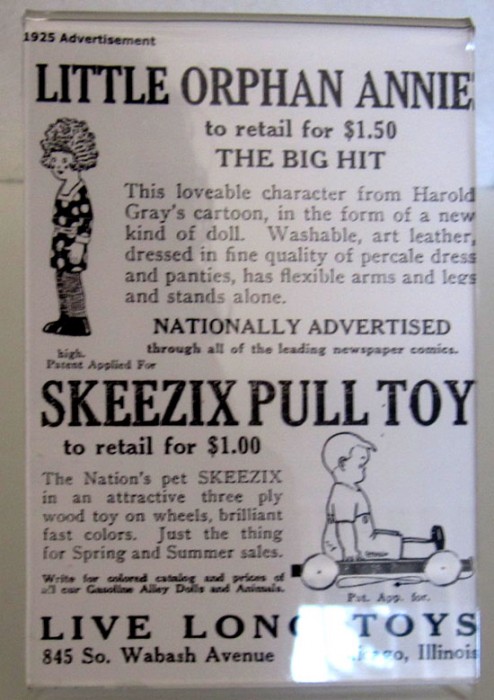 1925 Advertisement
LITTLE ORPHAN ANNIE
to retail for $1.50
THE BIG HIT
This loveable character from Harold
Gray's cartoon, in the form of a new
kind of doll. Washable, art leather,
dressed in fine quality of percale dress
and panties, has flexible arms and legs
and stands alone.
NATIONALLY ADVERTISED
through all of the leading newspaper comics.
high.
Patent Applied For
SKEEZIX PULL TOY
to retail for $1.00
The Nation's pet SKEEZIX
in an attractive three ply
wood toy on wheels, brilliant
fast colors. Just the thing
for Spring and Summer sales.
Write for colored catalog and prices of
all our Gasoline Alley Dolls and Animals.
Pat. App. for.
LIVE LONG TOYS
845 So. Wabash Avenue Illinois